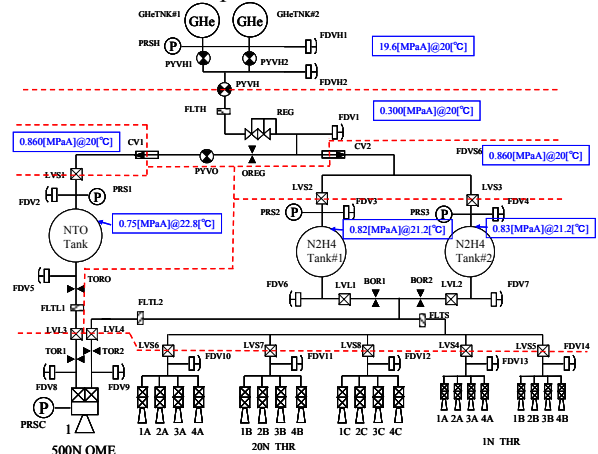 GHeTNK#1
GHe
GHe
GHeTNK#2
FDVH1
PRSH
P
19.6[MPaA]@20[℃]
PYVH1
PYVH2
FDVH2
PYVH
FLTH
REG
0.300[MPaA]@20[℃]
FDV1
0.860[MPaA]@20[℃]
CV1
CV2
FDVS6
0.860[MPaA]@20[℃]
PYVO
OREG
LVS1
LVS2
LVS3
FDV2
P
PRS1
PRS2
P
FDV3
PRS3
P
FDV4
NTO
Tank
0.75[MPaA]@22.8[℃]
0.82[MPaA]@21.2[℃]
0.83[MPaA]@21.2[℃]
N2H4
Tank#1
N2H4
Tank#2
FDV5
TORO
FDV6
LVL1
BOR1
BOR2
LVL2
FDV7
FLTL1
FLTL2
FLTS
LVL3
LVL4
TOR1
TOR2
LVS6
LVS7
LVS8
LVS4
LVS5
FDV10
FDV11
FDV12
FDV13
FDV14
FDV8
FDV9
PRSC
P
1
1A 2A 3A 4A
1B 2B 3B 4B
1C 2C 3C 4C
1A 2A 3A 4A
1B 2B 3B 4B
500N OME
20N THR
1N THR